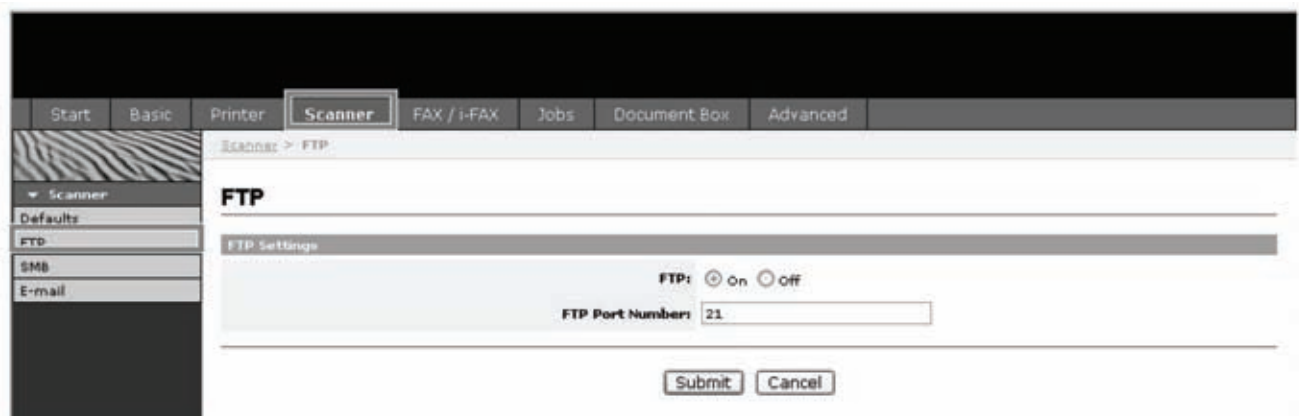 Start Basic Printer Scanner FAX / i-FAX Jobs Document Box Advanced
Scanner > FTP
Scanner
Defaults
FTP
SMB
E-mail
FTP
FTP Settings
FTP: On Off
FTP Port Number: 21
Submit Cancel